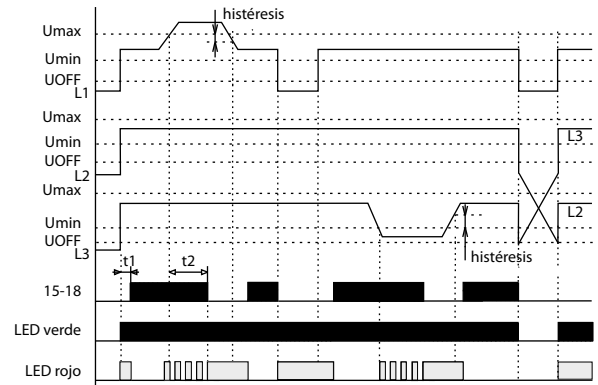 histéresis
Umax
Umin
UOFF
L1
Umax
Umin
L3
UOFF
L2
Umax
L2
Umin
UOFF
histéresis
L3
t1 t2
15-18
LED verde
LED rojo